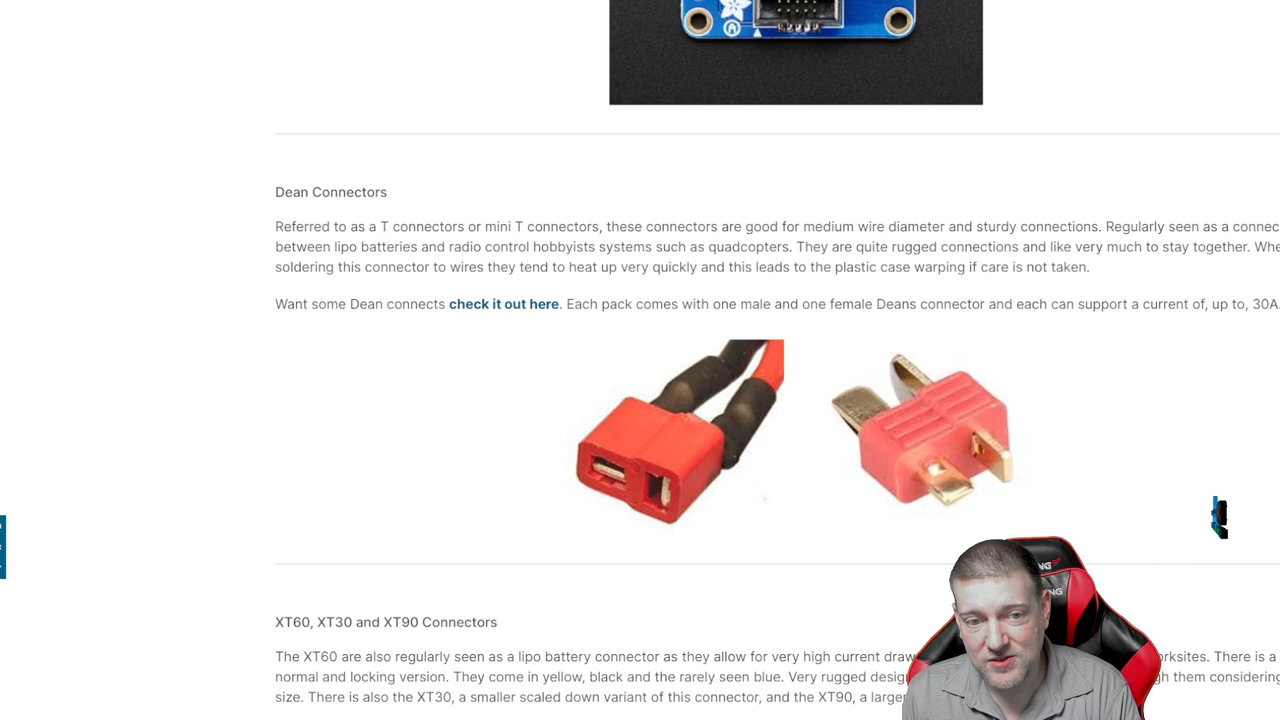 Dean Connectors
Referred to as a T connectors or mini T connectors, these connectors are good for medium wire diameter and sturdy connections. Regularly seen as a
between lipo batteries and radio control hobbyists systems such as quadcopters. They are quite rugged connections and like very much to stay together.
soldering this connector to wires they tend to heat up very quickly and this leads to the plastic case warping if care is not taken.
Want some Dean connects check it out here. Each pack comes with one male and one female Deans connector and each can support a current of, up to, 30A.
XT60, XT30 and XT90 Connectors
The XT60 are also regularly seen as a lipo battery connector as they allow for very high current There is a
normal and locking version. They come in yellow, black and the rarely seen blue. Very rugged them considering
size. There is also the XT30, a smaller scaled down variant of this connector, and the XT90, a